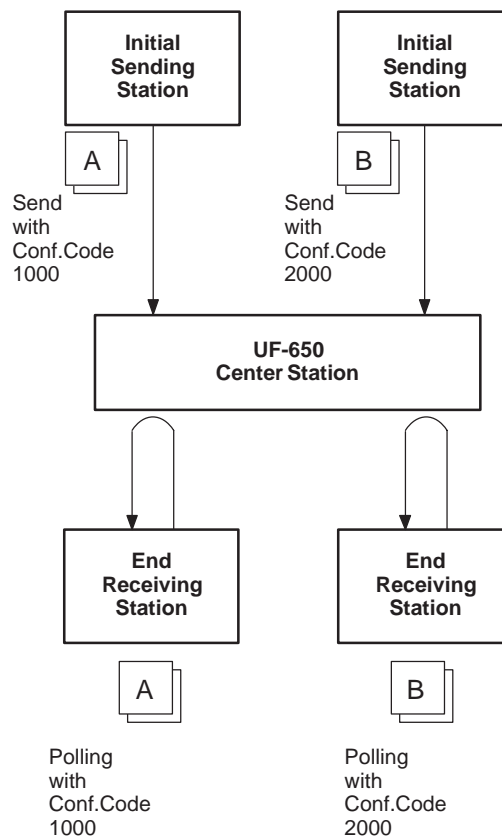 Initial
Sending
Station
Initial
Sending
Station
A
B
Send
with
Conf.Code
1000
Send
with
Conf.Code
2000
UF-650
Center Station
End
Receiving
Station
End
Receiving
Station
A
B
Polling
with
Conf.Code
1000
Polling
with
Conf.Code
2000